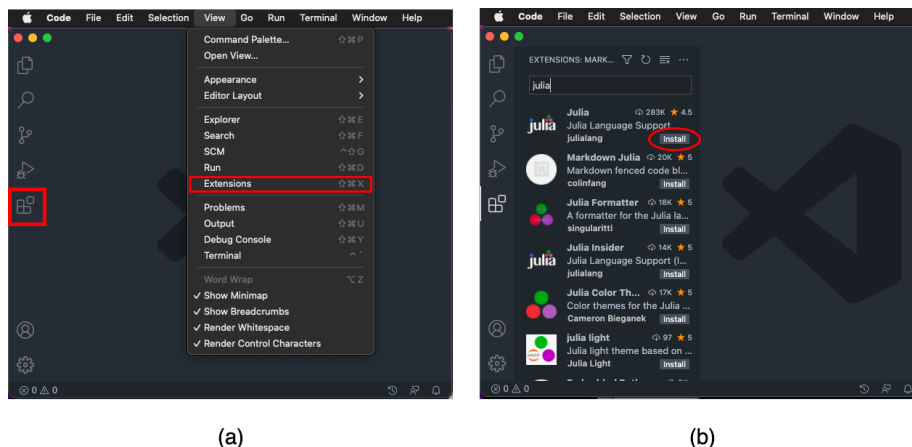 Code File Edit Selection View Go Run Terminal Window Help
Command Palette... ⇧⌘P
Open View...
Appearance >
Editor Layout >
Explorer ⇧⌘E
Search ⇧⌘F
SCM ^⇧G
Run ⇧⌘D
Extensions ⇧⌘X
Problems ⇧⌘M
Output ⇧⌘U
Debug Console ⇧⌘Y
Terminal ^`
Word Wrap ⌥Z
✓ Show Minimap
✓ Show Breadcrumbs
✓ Render Whitespace
✓ Render Control Characters
0 0
(a)
Code File Edit Selection View Go Run Terminal Window Help
EXTENSIONS: MARK... ...
julia
Julia 283K ★ 4.5
julia
Julia Language Support
julialang Install
Markdown Julia 20K ★ 5
Markdown fenced code bl...
colinfang Install
Julia Formatter 18K ★ 5
A formatter for the Julia la...
singularitti Install
Julia Insider 14K ★ 5
julia
Julia Language Support (I...
julialang Install
Julia Color Th... 17K ★ 5
Color themes for the Julia ...
Cameron Bieganek Install
julia light 97 ★ 5
Julia light theme based on ...
Julia Light Install
0 0
(b)